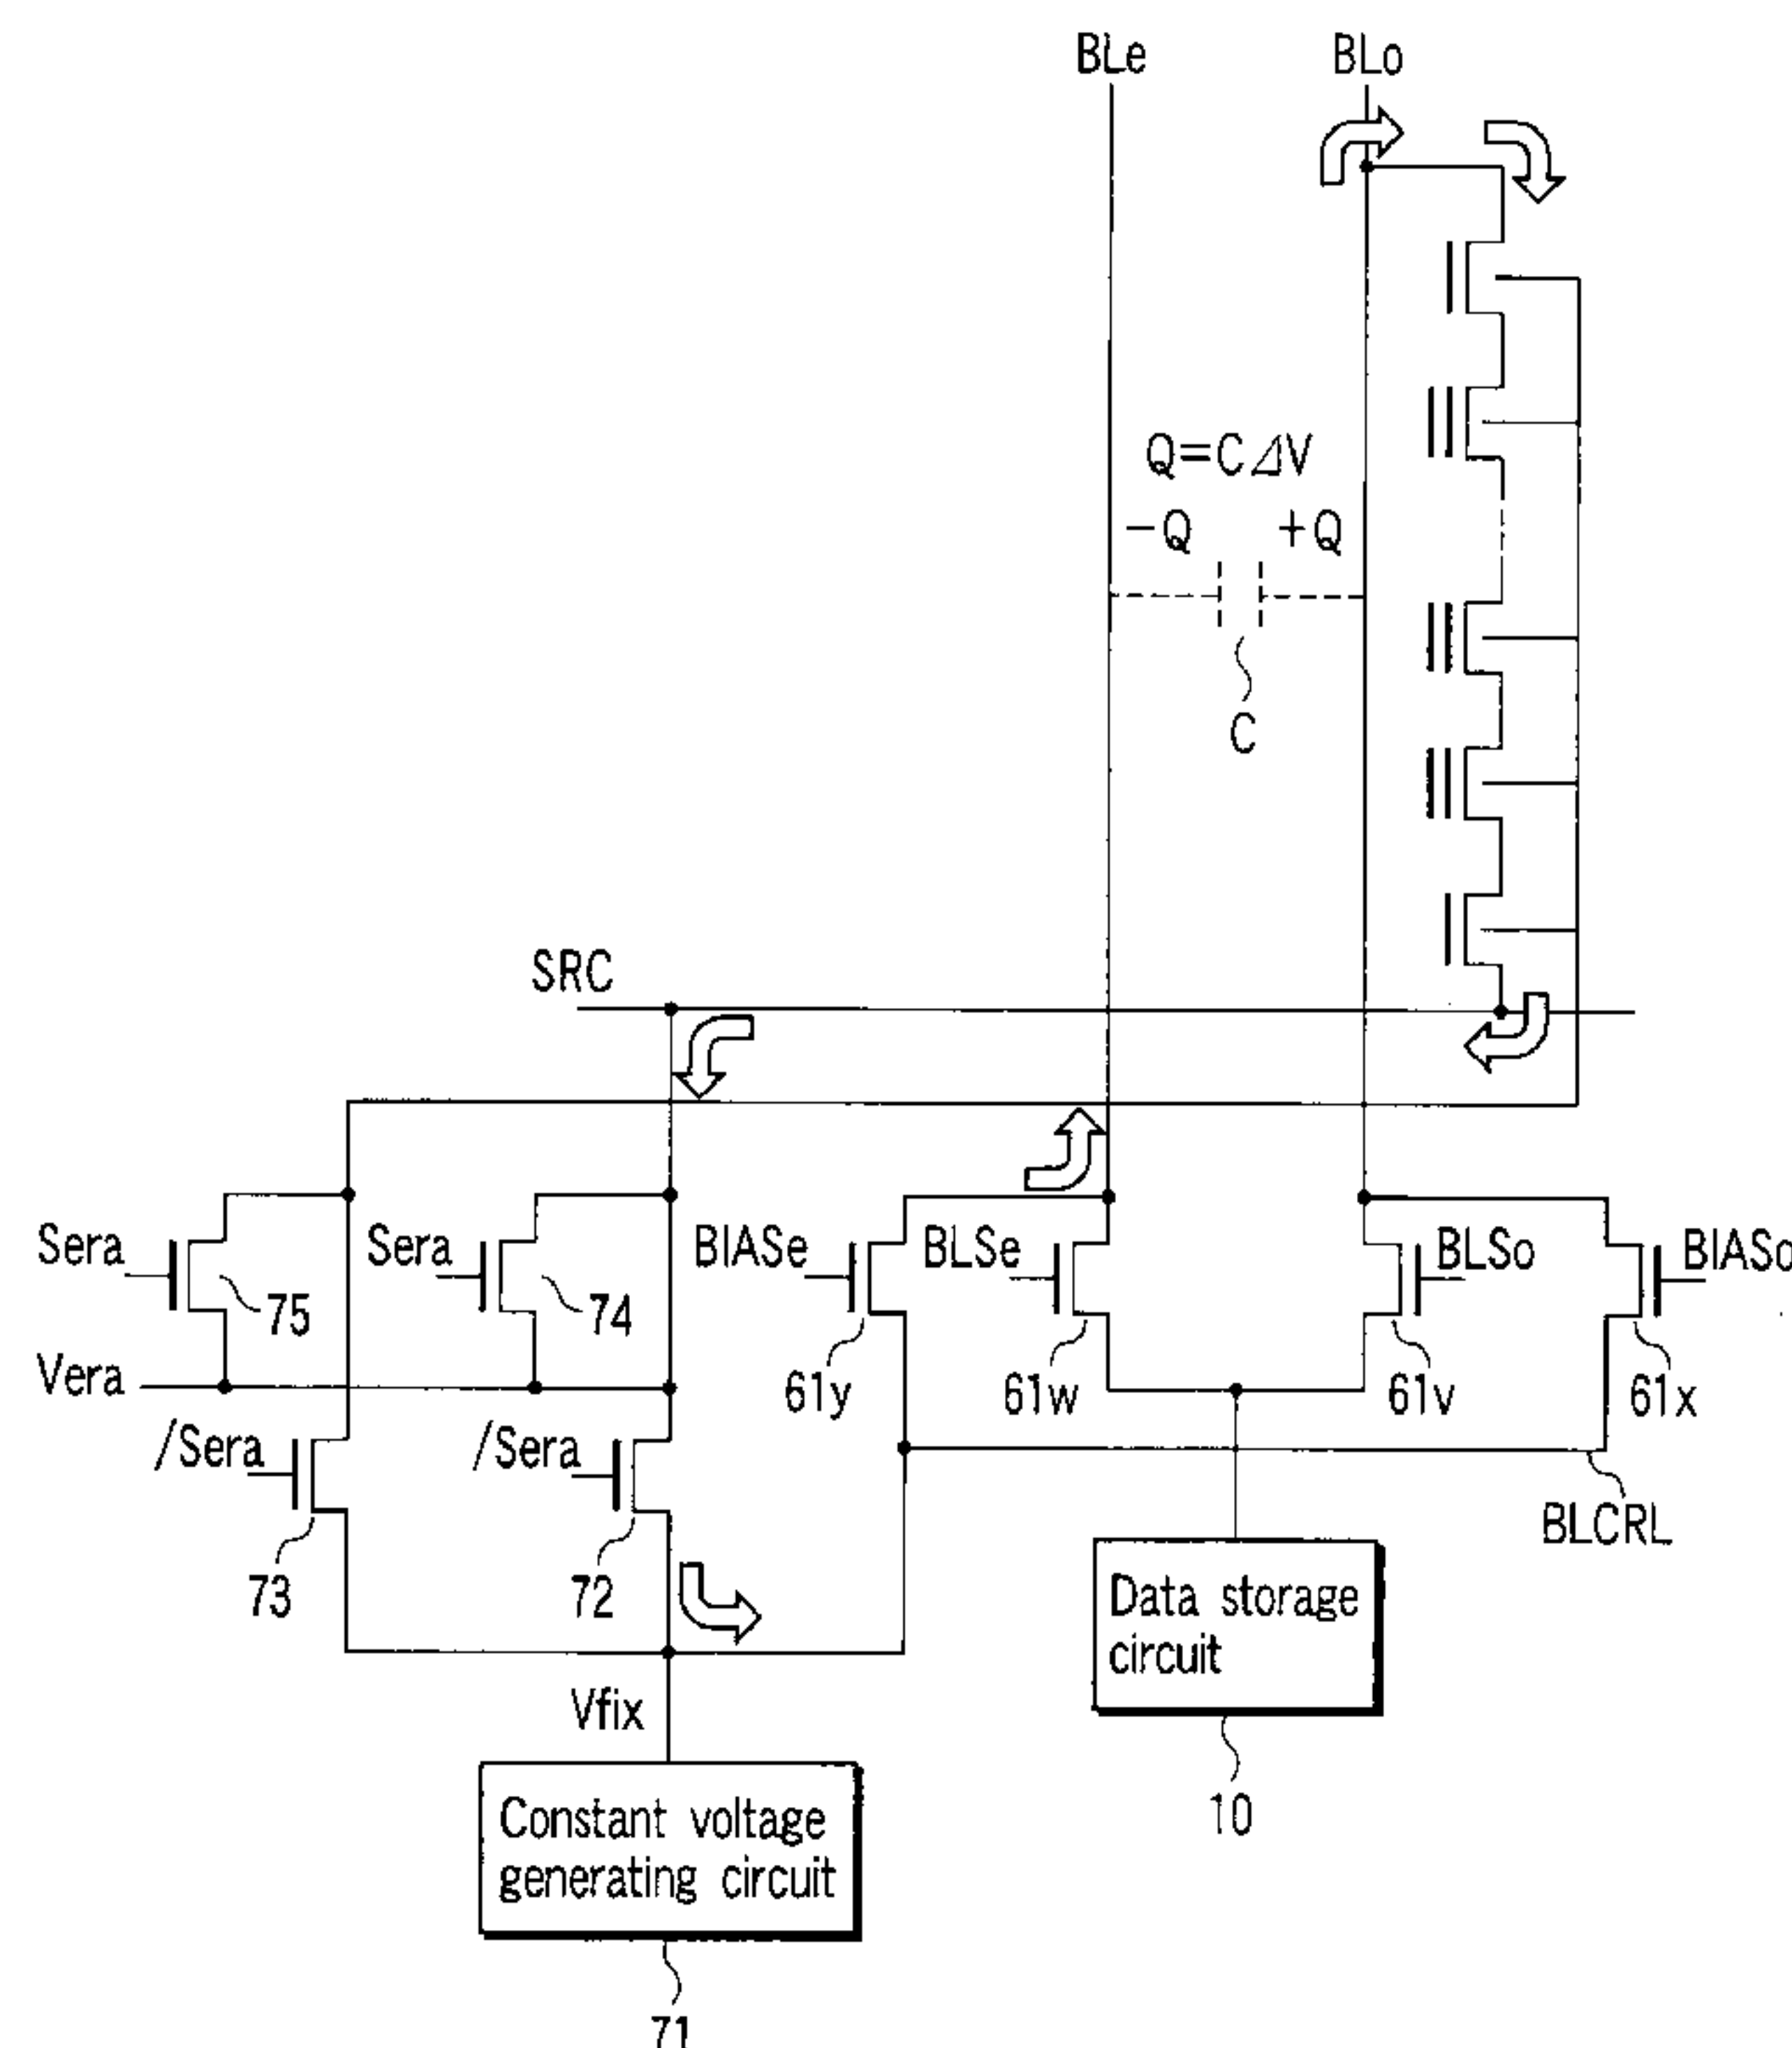 BLe
BLo
Q=CΔV
-Q
+Q
C
SRC
Sera
Sera
BIASe
BLSe
BLSo
BIASo
75
74
Vera
61y
61w
61v
61x
/Sera
/Sera
BLCRL
73
72
Data storage
circuit
Vfix
10
Constant voltage
generating circuit
71